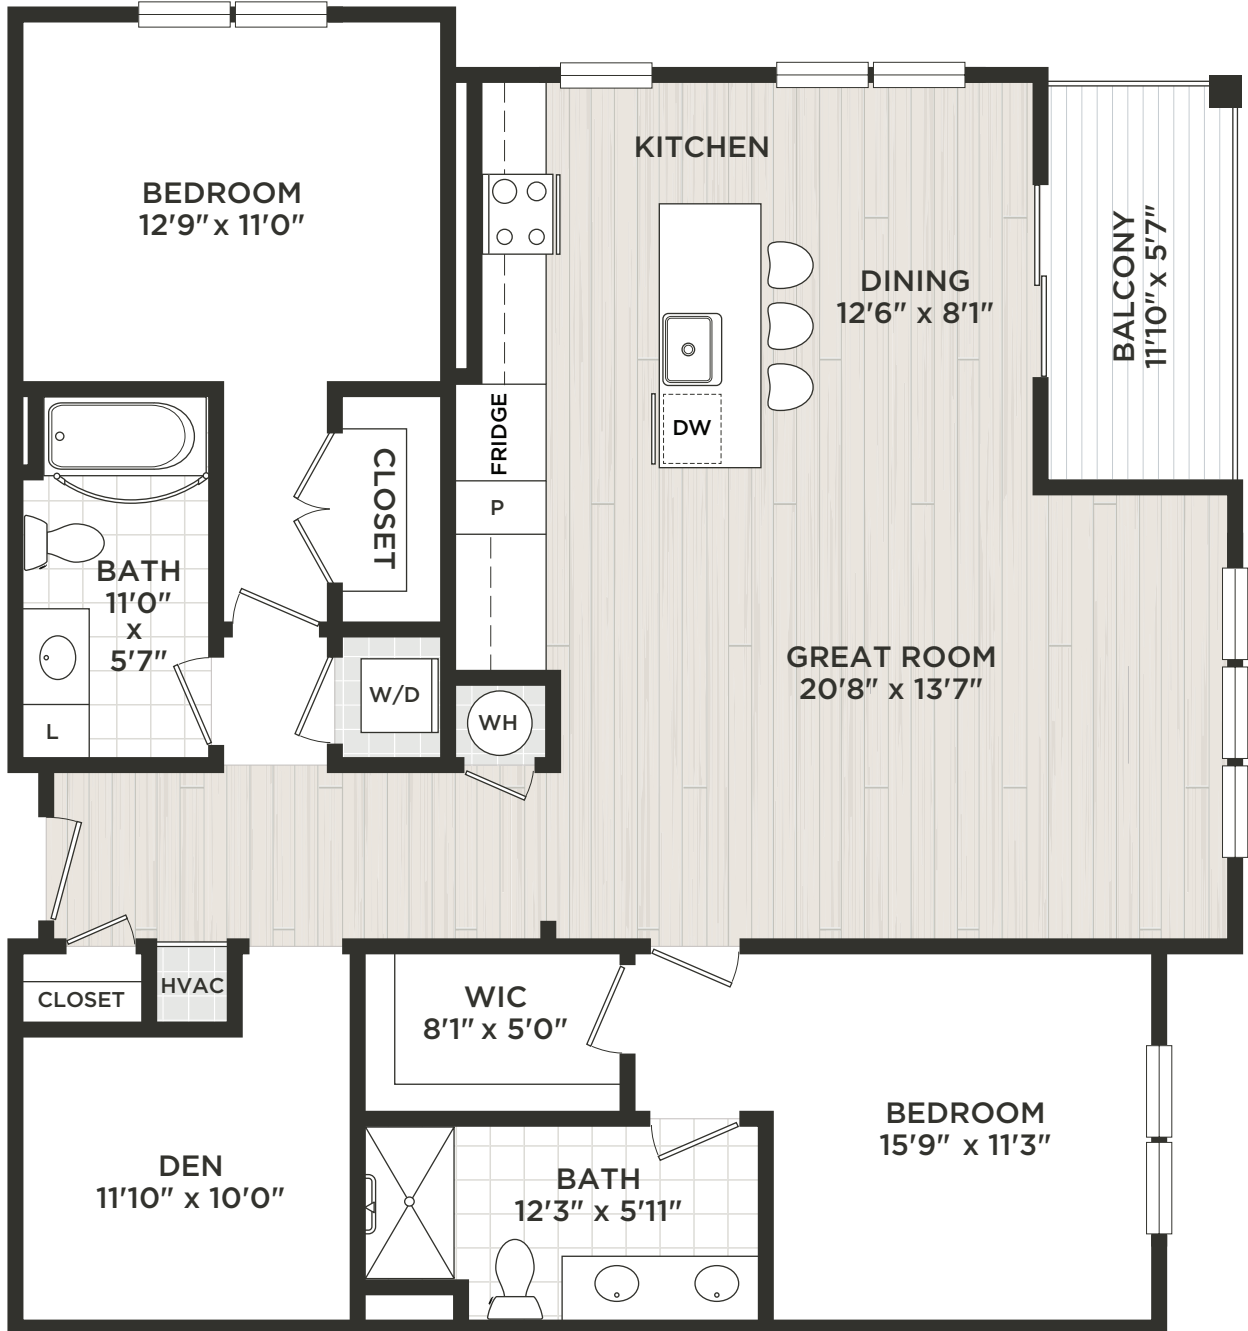 BEDROOM
12'9" x 11'0"
KITCHEN
DINING
12'6" x 8'1"
BALCONY
11'10" x 5'7"
FRIDGE
DW
P
CLOSET
BATH
11'0"
x
5'7"
L
W/D
WH
GREAT ROOM
20'8" x 13'7"
CLOSET
HVAC
WIC
8'1" x 5'0"
BEDROOM
15'9" x 11'3"
DEN
11'10" x 10'0"
BATH
12'3" x 5'11"